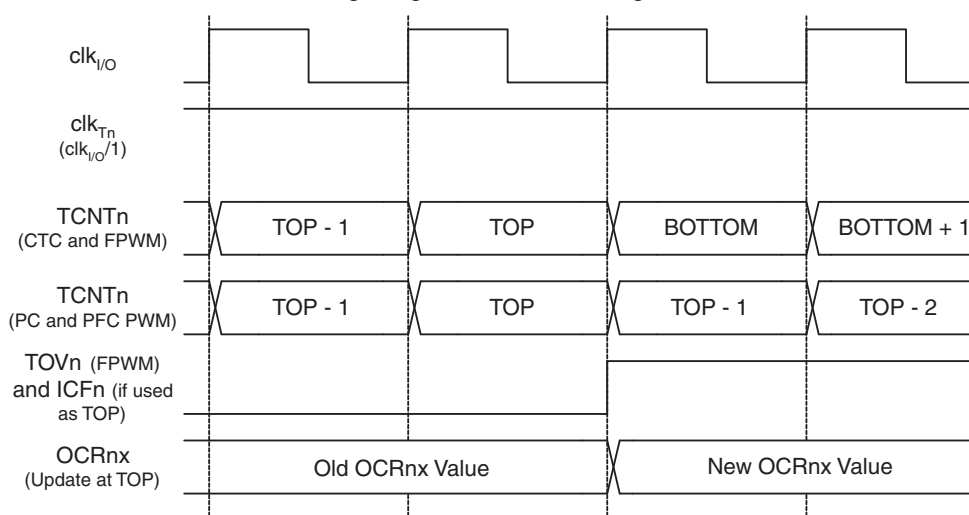 clkI/O
clkTn
(clkI/O/1)
TCNTn
(CTC and FPWM)
TOP - 1 TOP BOTTOM BOTTOM + 1
TCNTn
(PC and PFC PWM)
TOP - 1 TOP TOP - 1 TOP - 2
TOVn (FPWM)
and ICFn (if used
as TOP)
OCRnx
(Update at TOP)
Old OCRnx Value New OCRnx Value